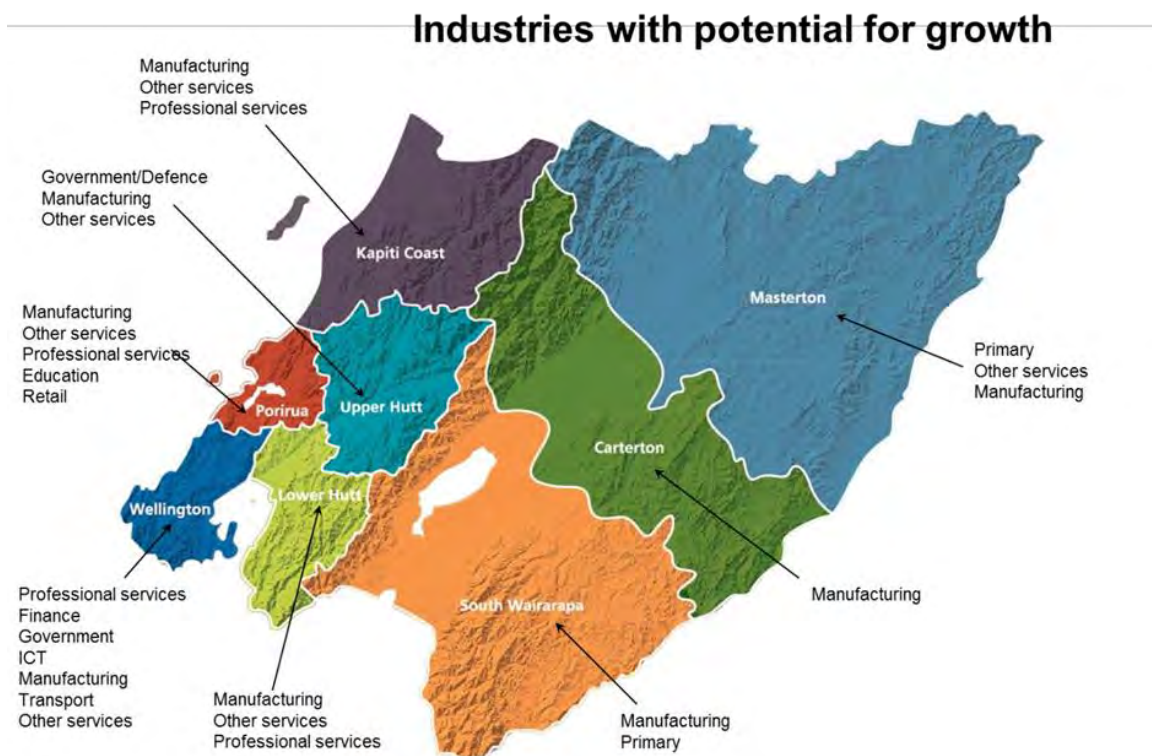 Industries with potential for growth
Manufacturing
Other services
Professional services
Government/Defence
Manufacturing
Other services
Kapiti Coast
Masterton
Manufacturing
Other services
Professional services
Education
Retail
Primary
Other services
Manufacturing
Porirua
Upper Hutt
Carterton
Lower Hutt
Wellington
Professional services
Finance
Government
ICT
Manufacturing
Transport
Other services
South Wairarapa
Manufacturing
Manufacturing
Other services
Professional services
Manufacturing
Primary